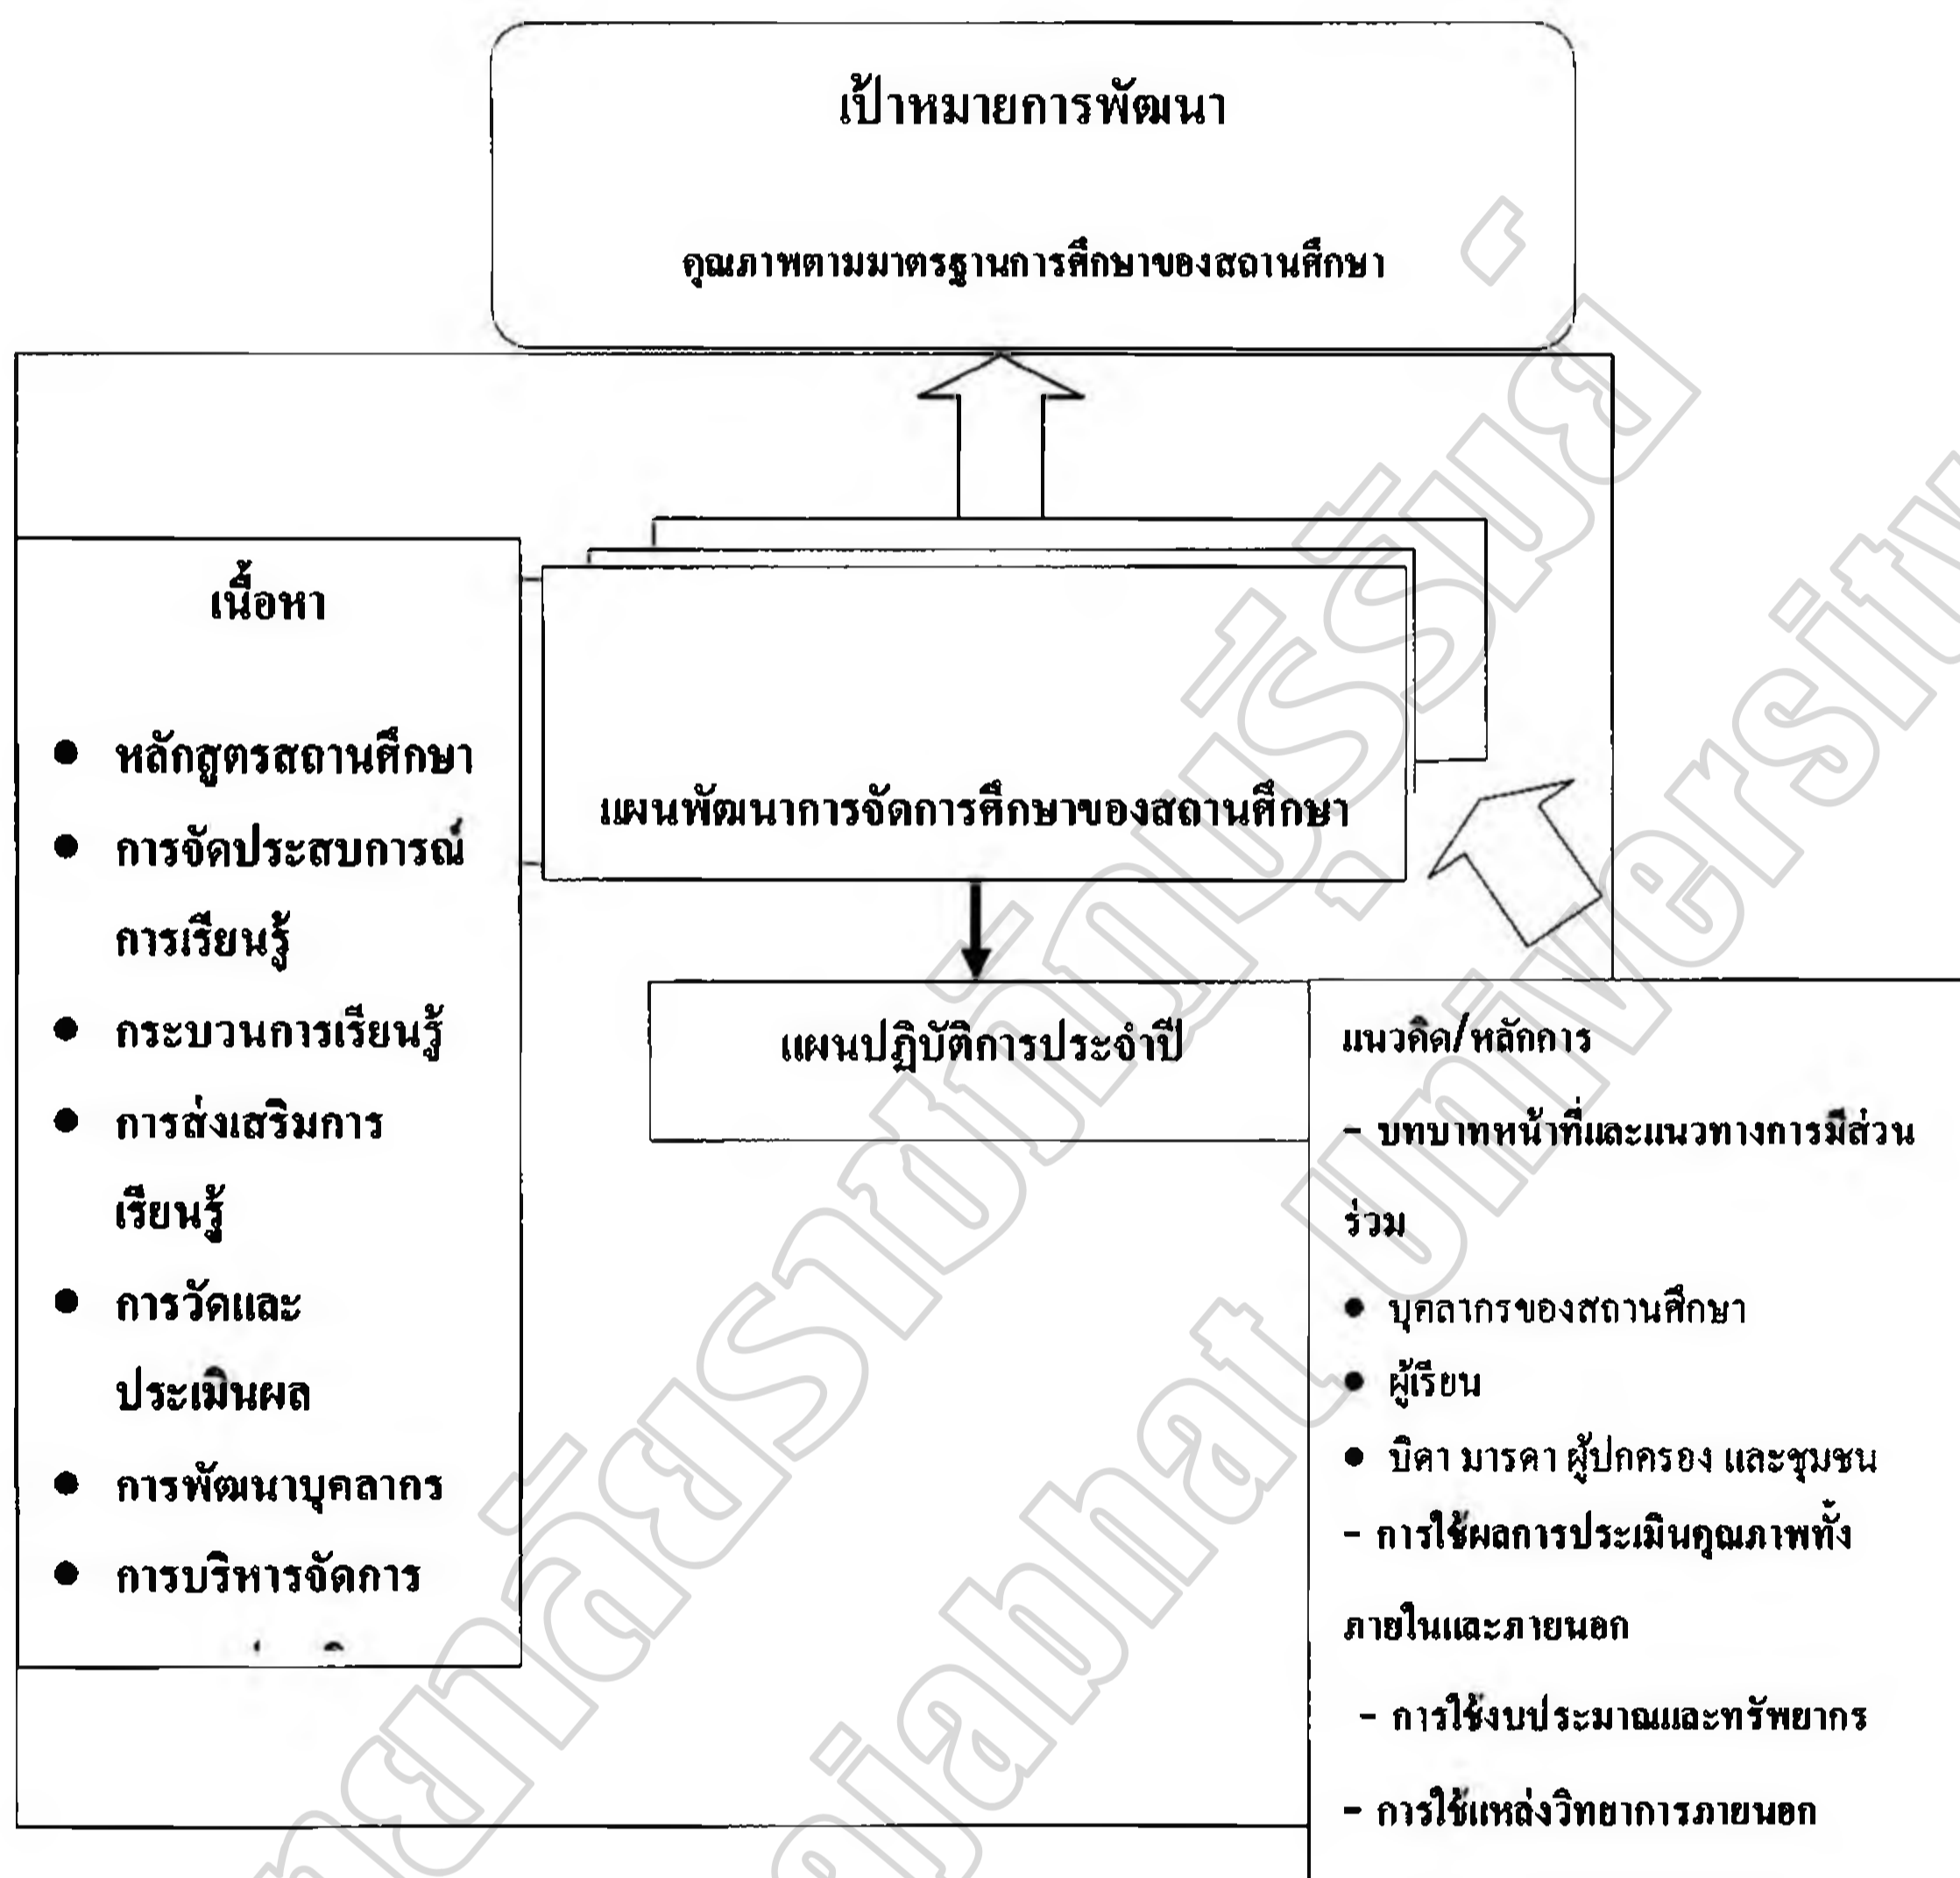 เป้าหมายการพัฒนา
คุณภาพตามมาตรฐานการศึกษาของสถานศึกษา
เนื้อหา
● หลักสูตรสถานศึกษา
● การจัดประสบการณ์
การเรียนรู้
● กระบวนการเรียนรู้
● การส่งเสริมการ
เรียนรู้
● การวัดและ
ประเมินผล
● การพัฒนาบุคลากร
● การบริหารจัดการ
แผนพัฒนาการจัดการศึกษาของสถานศึกษา
แผนปฏิบัติการประจำปี
แนวคิด/หลักการ
- บทบาทหน้าที่และแนวทางการมีส่วน
ร่วม
● บุคลากรของสถานศึกษา
● ผู้เรียน
● บิดา มารดา ผู้ปกครอง และชุมชน
- การใช้ผลการประเมินคุณภาพทั้ง
ภายในและภายนอก
- การใช้งบประมาณและทรัพยากร
- การใช้แหล่งวิทยาการภายนอก